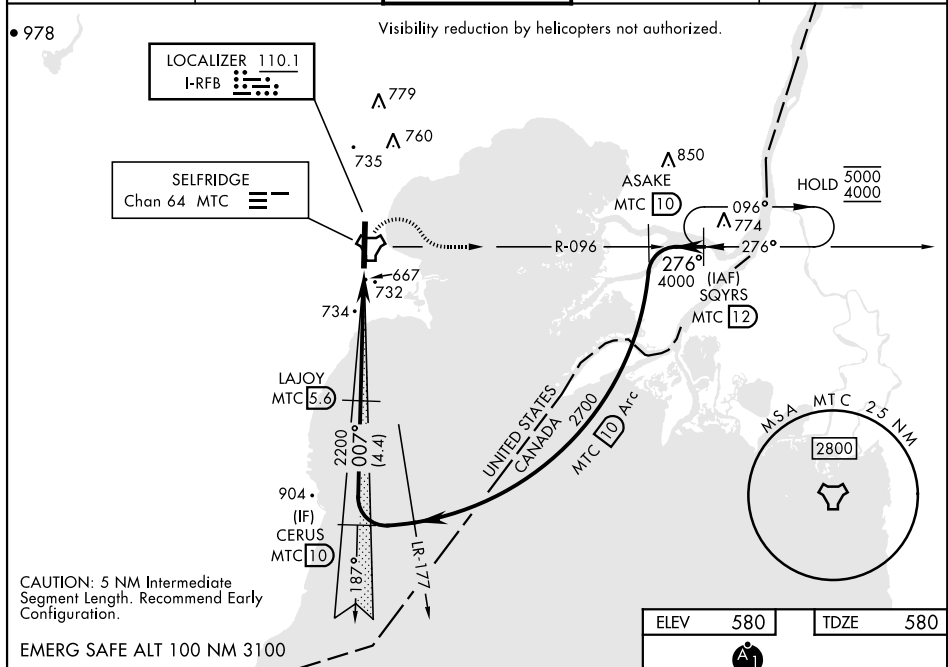 978
Visibility reduction by helicopters not authorized.
LOCALIZER 110.1
I-RFB
779
760
735
850
SELFRIDGE
Chan 64 MTC
ASAKE
MTC 10
HOLD 5000
4000
096°
774
R-096
276°
276°
4000
(IAF)
SQYRS
MTC 12
667
732
734
LAJOY
MTC 5.6
2200
007°
(4.4)
UNITED STATES
CANADA
2700
MTC 10 Arc
MSA MTC 25 NM
2800
904
(IF)
CERUS
MTC 10
187°
LR-177
CAUTION: 5 NM Intermediate
Segment Length. Recommend Early
Configuration.
EMERG SAFE ALT 100 NM 3100
ELEV 580
TDZE 580
A1